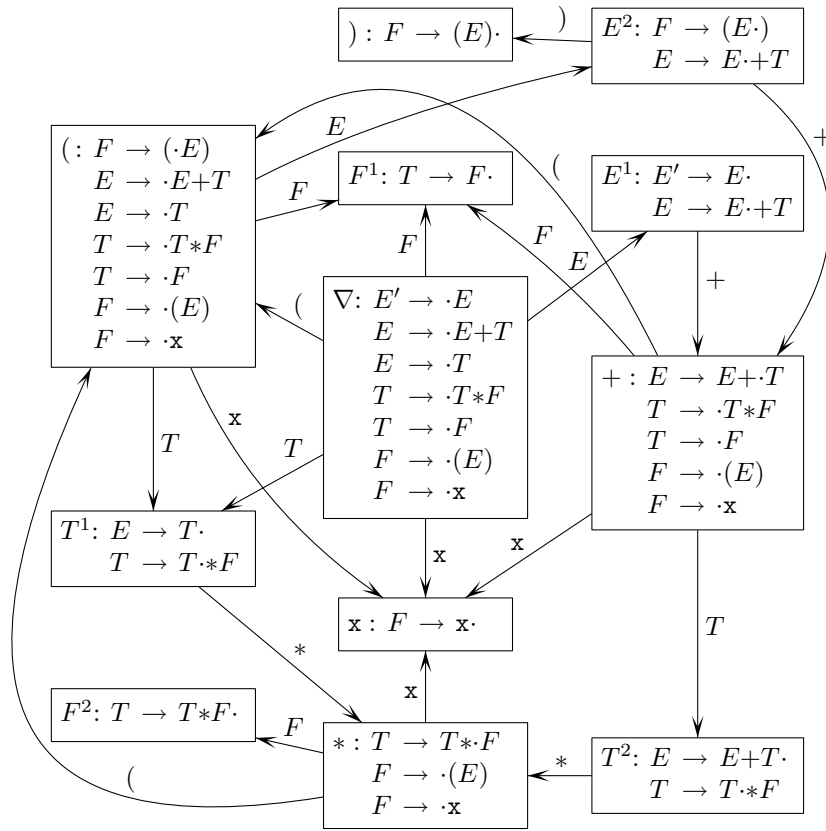 ) : F → (E)·
)
E²: F → (E·)
E → E·+T
+
( : F → (·E)
E → ·E+T
E → ·T
T → ·T*F
T → ·F
F → ·(E)
F → ·x
E
F
F¹: T → F·
(
F
F
E
E¹: E′ → E·
E → E·+T
+
(
∇: E′ → ·E
E → ·E+T
E → ·T
T → ·T*F
T → ·F
F → ·(E)
F → ·x
+ : E → E+·T
T → ·T*F
T → ·F
F → ·(E)
F → ·x
T
x
T
T¹: E → T·
T → T·*F
x
x
x : F → x·
T
*
x
F²: T → T*F·
F
* : T → T*·F
F → ·(E)
F → ·x
(
*
T²: E → E+T·
T → T·*F